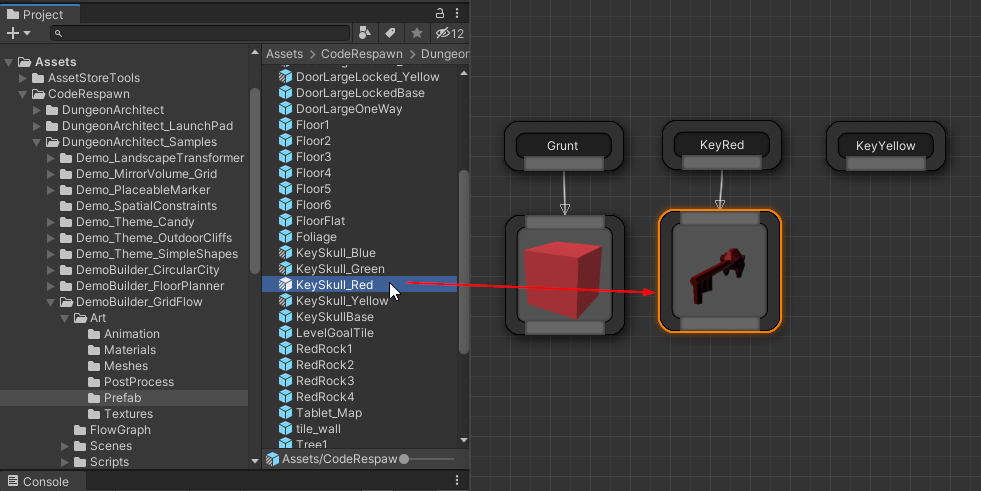 Project
12
Assets
AssetStoreTools
CodeRespawn
DungeonArchitect
DungeonArchitect_LaunchPad
DungeonArchitect_Samples
Demo_LandscapeTransformer
Demo_MirrorVolume_Grid
Demo_PlaceableMarker
Demo_SpatialConstraints
Demo_Theme_Candy
Demo_Theme_OutdoorCliffs
Demo_Theme_SimpleShapes
DemoBuilder_CircularCity
DemoBuilder_FloorPlanner
DemoBuilder_GridFlow
Art
Animation
Materials
Meshes
PostProcess
Prefab
Textures
FlowGraph
Scenes
Scripts
Assets > CodeRespawn > Dungeon
DoorLargeLocked_Yellow
DoorLargeLockedBase
DoorLargeOneWay
Floor1
Floor2
Floor3
Floor4
Floor5
Floor6
FloorFlat
Foliage
KeySkull_Blue
KeySkull_Green
KeySkull_Red
KeySkull_Yellow
KeySkullBase
LevelGoalTile
RedRock1
RedRock2
RedRock3
RedRock4
Tablet_Map
tile_wall
Tree1
Assets/CodeRespaw
Console
Grunt
KeyRed
KeyYellow